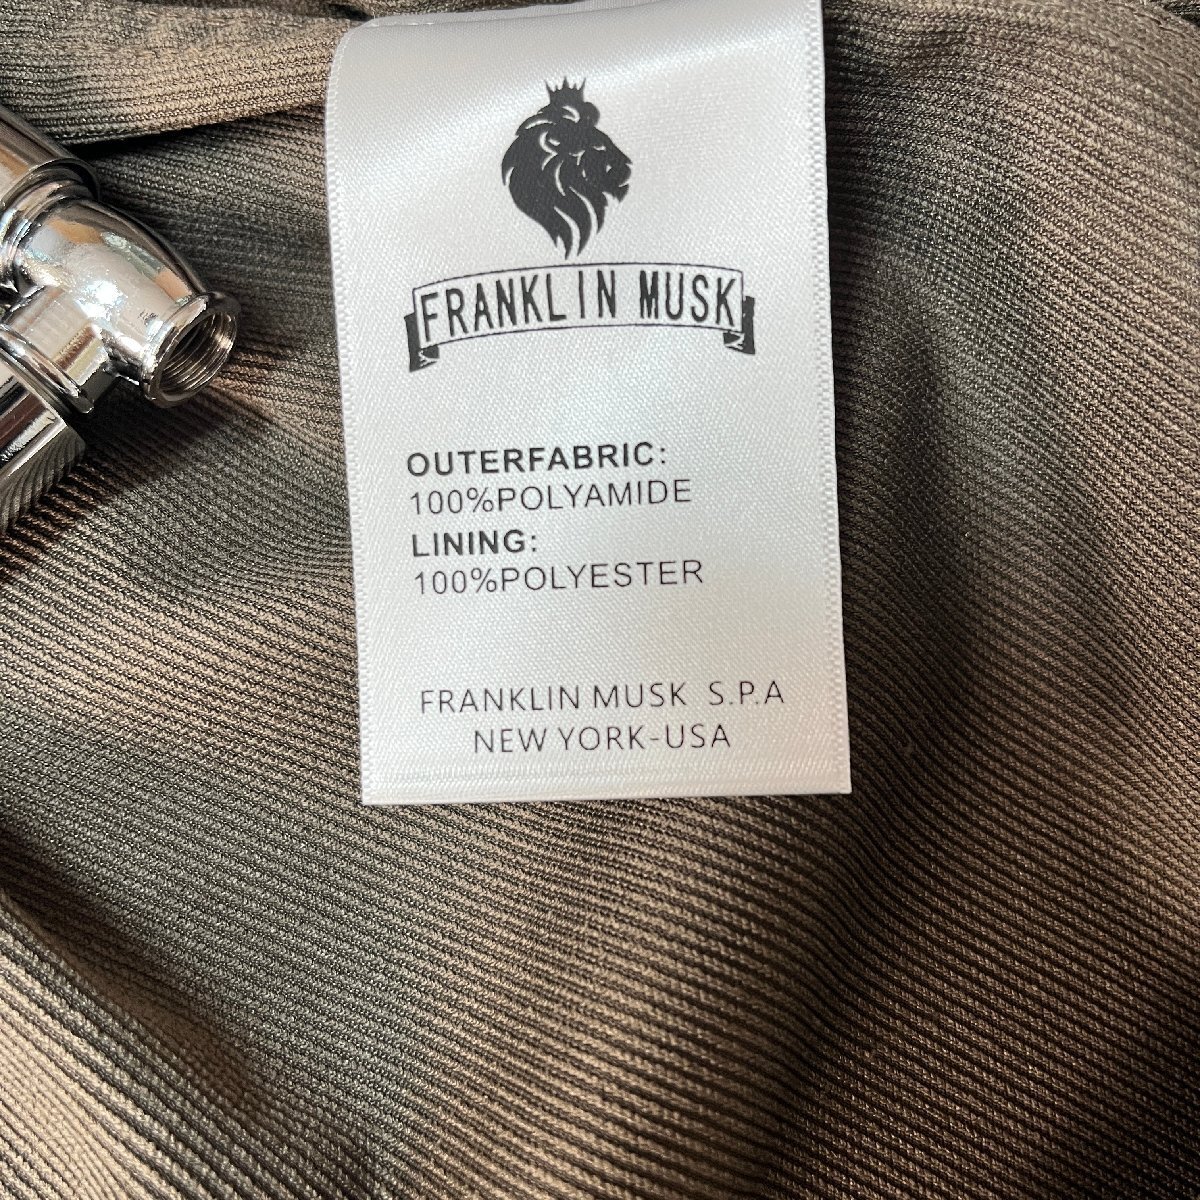 FRANKLIN MUSK
OUTERFABRIC:
100%POLYAMIDE
LINING:
100%POLYESTER
FRANKLIN MUSK S.P.A
NEW YORK-USA